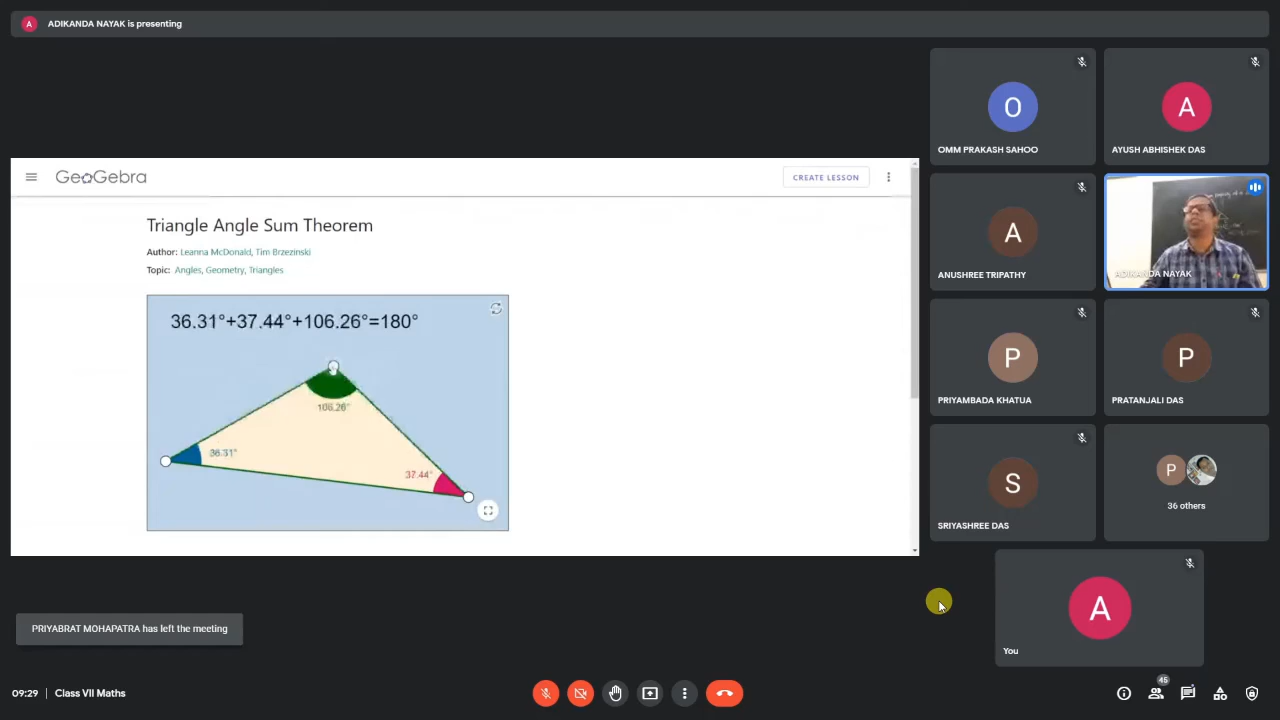 A
ADIKANDA NAYAK is presenting
GeoGebra
CREATE LESSON
Triangle Angle Sum Theorem
Author: Leanna McDonald, Tim Brzezinski
Topic: Angles, Geometry, Triangles
36.31°+37.44°+106.26°=180°
106.26°
36.31°
37.44°
O
OMM PRAKASH SAHOO
A
AYUSH ABHISHEK DAS
A
ANUSHREE TRIPATHY
ADIKANDA NAYAK
P
PRIYAMBADA KHATUA
P
PRATANJALI DAS
S
SRIYASHREE DAS
P
36 others
A
You
PRIYABRAT MOHAPATRA has left the meeting
09:29 | Class VII Maths
45